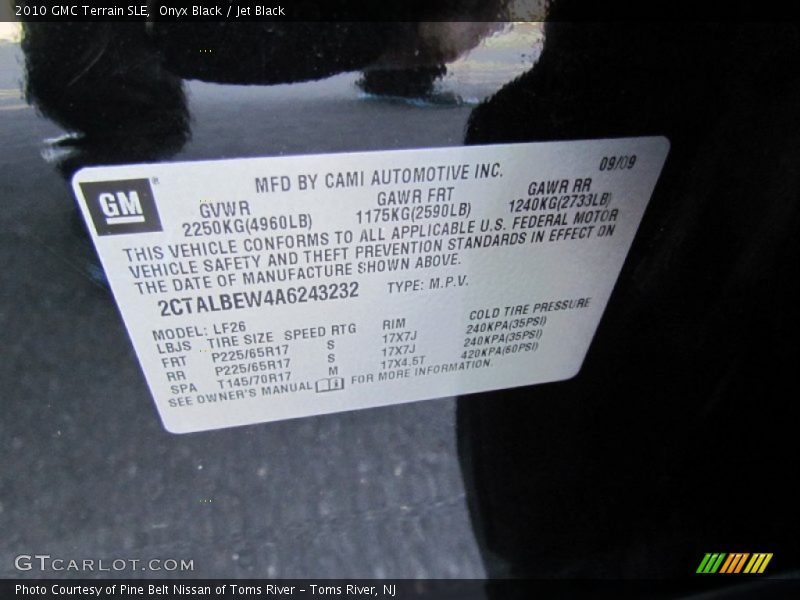 2010 GMC Terrain SLE, Onyx Black / Jet Black
MFD BY CAMI AUTOMOTIVE INC. 09/09
GM
GVWR GAWR FRT GAWR RR
2250KG(4960LB) 1175KG(2590LB) 1240KG(2733LB)
THIS VEHICLE CONFORMS TO ALL APPLICABLE U.S. FEDERAL MOTOR
VEHICLE SAFETY AND THEFT PREVENTION STANDARDS IN EFFECT ON
THE DATE OF MANUFACTURE SHOWN ABOVE.
2CTALBEW4A6243232 TYPE: M.P.V.
MODEL: LF26
LBJS TIRE SIZE SPEED RTG RIM COLD TIRE PRESSURE
FRT P225/65R17 S 17X7J 240KPA(35PSI)
RR P225/65R17 S 17X7J 240KPA(35PSI)
SPA T145/70R17 M 17X4.5T 420KPA(60PSI)
SEE OWNER'S MANUAL FOR MORE INFORMATION.
GTCARLOT.COM
Photo Courtesy of Pine Belt Nissan of Toms River – Toms River, NJ